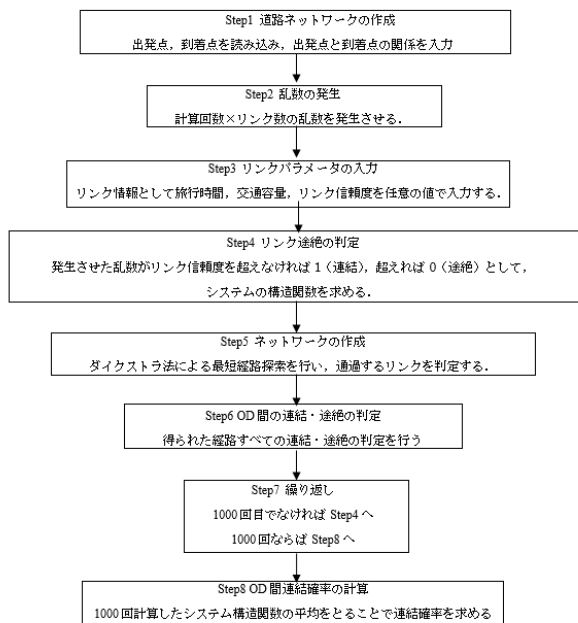 Step1 道路ネットワークの作成
出発点，到着点を読み込み，出発点と到着点の関係を入力
Step2 乱数の発生
計算回数×リンク数の乱数を発生させる．
Step3 リンクパラメータの入力
リンク情報として旅行時間，交通容量，リンク信頼度を任意の値で入力する．
Step4 リンク途絶の判定
発生させた乱数がリンク信頼度を超えなければ 1（連結），超えれば 0（途絶）として，
システムの構造関数を求める．
Step5 ネットワークの作成
ダイクストラ法による最短経路探索を行い，通過するリンクを判定する．
Step6 OD 間の連結・途絶の判定
得られた経路すべての連結・途絶の判定を行う
Step7 繰り返し
1000 回目でなければ Step4 へ
1000 回ならば Step8 へ
Step8 OD 間連結確率の計算
1000 回計算したシステム構造関数の平均をとることで連結確率を求める